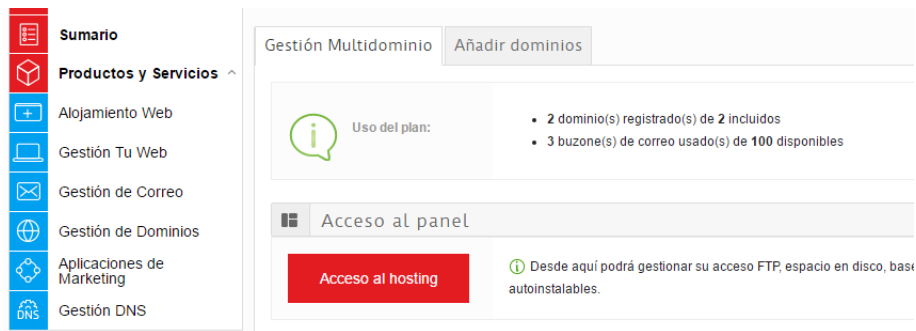 Sumario
Productos y Servicios
Alojamiento Web
Gestión Tu Web
Gestión de Correo
Gestión de Dominios
Aplicaciones de
Marketing
DNS
Gestión DNS
Gestión Multidominio
Añadir dominios
Uso del plan:
2 dominio(s) registrado(s) de 2 incluidos
3 buzone(s) de correo usado(s) de 100 disponibles
Acceso al panel
Acceso al hosting
Desde aquí podrá gestionar su acceso FTP, espacio en disco, base
autoinstalables.